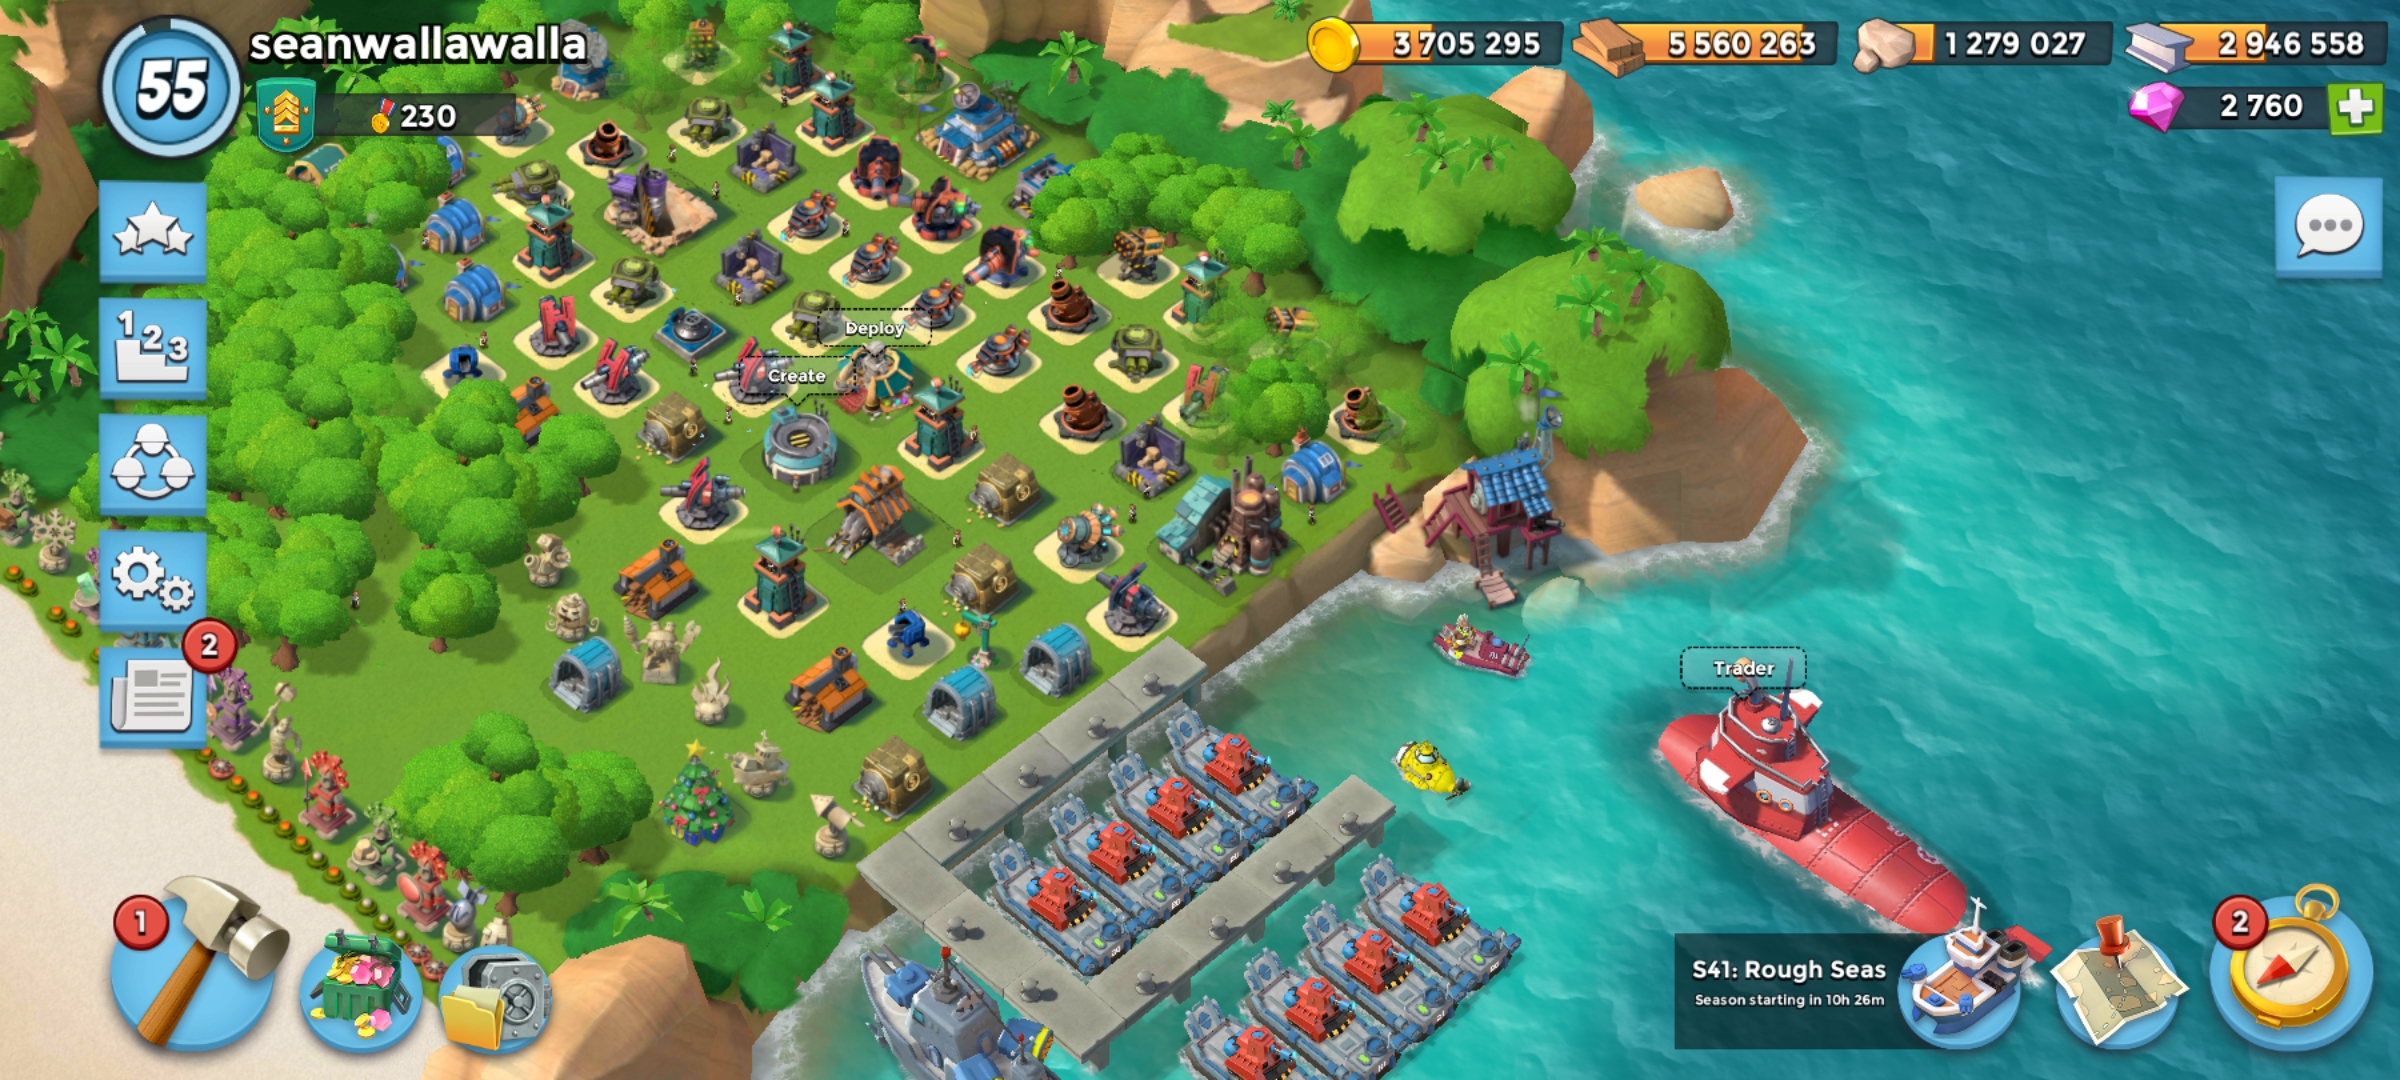 55
seanwallawalla
230
3 705 295
5 560 263
1 279 027
2 946 558
2 760
123
Deploy
Create
2
Trader
1
S41: Rough Seas
Season starting in 10h 26m
2